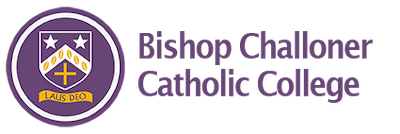 Bishop Challoner
Catholic College
LAUS DEO